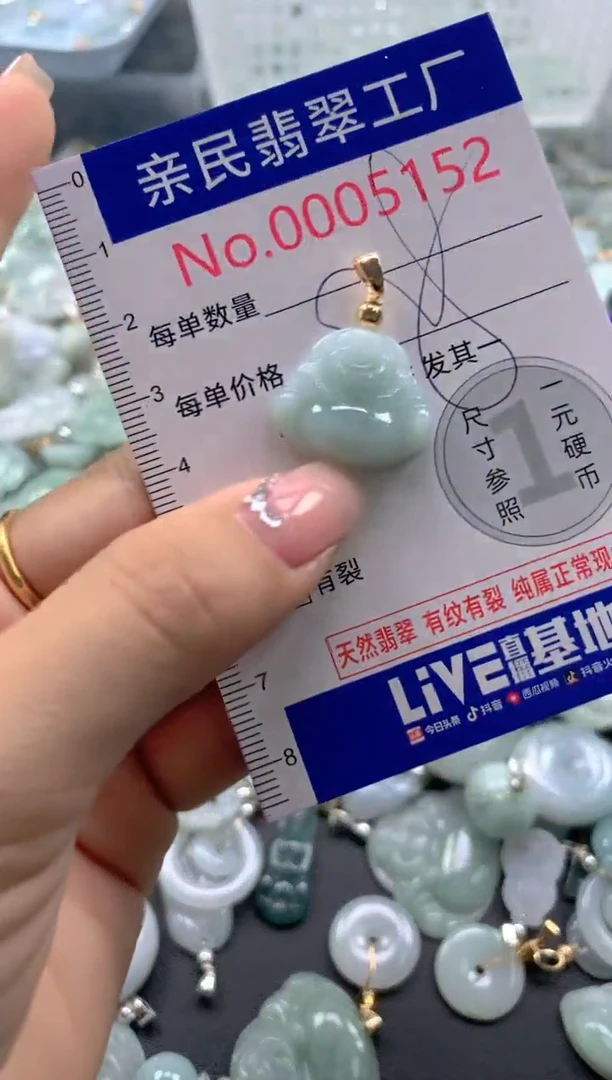 亲民翡翠工厂
No.0005152
每单数量
每单价格
发其一
一元硬币
1
尺寸参照
有裂
天然翡翠 有纹有裂 纯属正常现
LiVE直播基地
今日头条 抖音 西瓜视频 抖音火
0
1
2
3
4
7
8